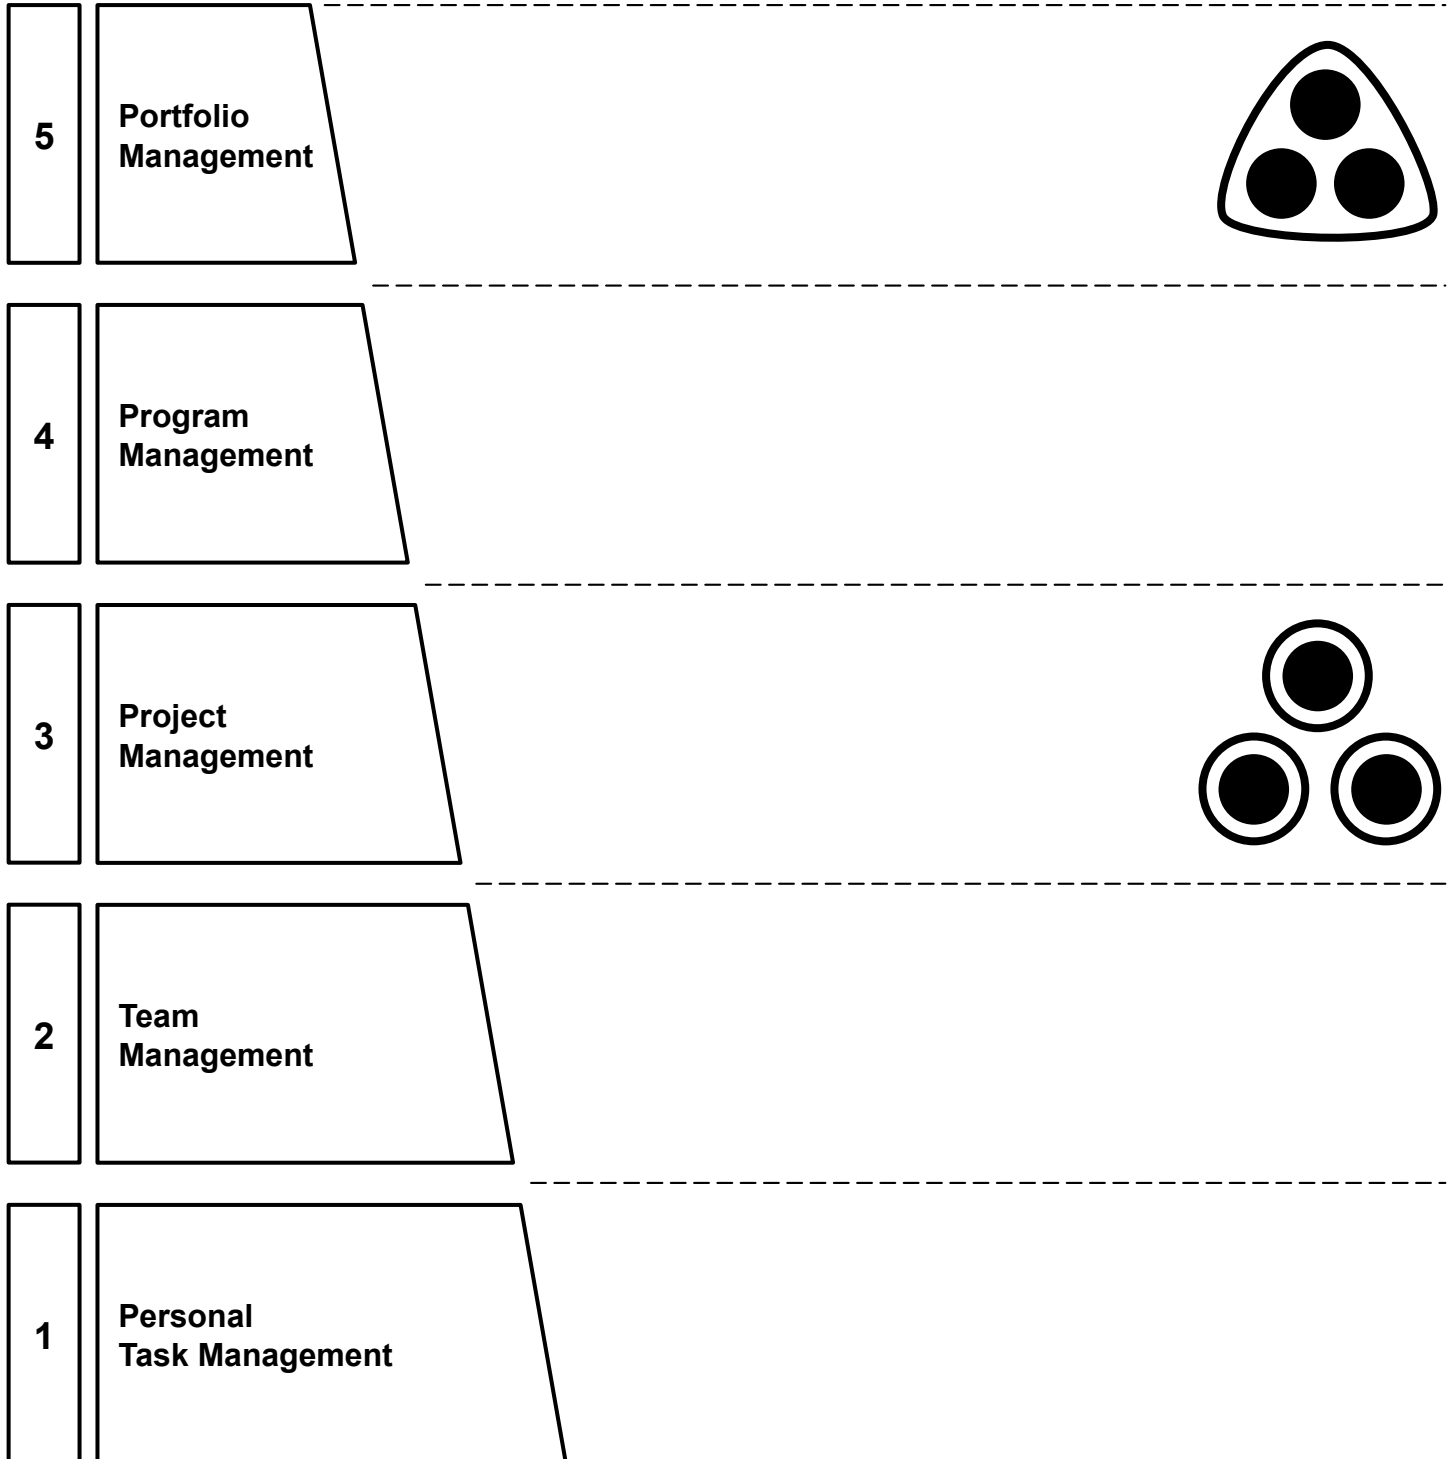 5
Portfolio
Management
4
Program
Management
3
Project
Management
2
Team
Management
1
Personal
Task Management